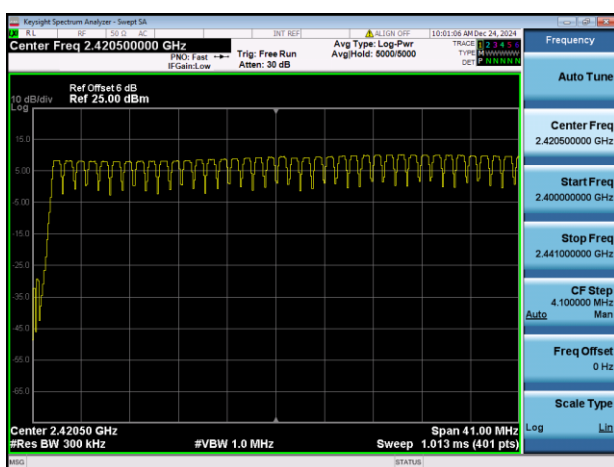 Keysight Spectrum Analyzer - Swept SA
RL RF 50 Ω AC INT REF ALIGN OFF 10:01:06 AM Dec 24, 2024
Center Freq 2.420500000 GHz
PNO: Fast
IFGain:Low
Trig: Free Run
Atten: 30 dB
Avg Type: Log-Pwr
Avg|Hold: 5000/5000
TRACE 1 2 3 4 5 6
TYPE M W W W W W
DET P N N N N N
Ref Offset 6 dB
10 dB/div Ref 25.00 dBm
Log
15.0
5.00
-5.00
-15.0
-25.0
-35.0
-45.0
-55.0
-65.0
Center 2.42050 GHz Span 41.00 MHz
#Res BW 300 kHz #VBW 1.0 MHz Sweep 1.013 ms (401 pts)
MSG STATUS
Frequency
Auto Tune
Center Freq
2.420500000 GHz
Start Freq
2.400000000 GHz
Stop Freq
2.441000000 GHz
CF Step
4.100000 MHz
Auto Man
Freq Offset
0 Hz
Scale Type
Log Lin